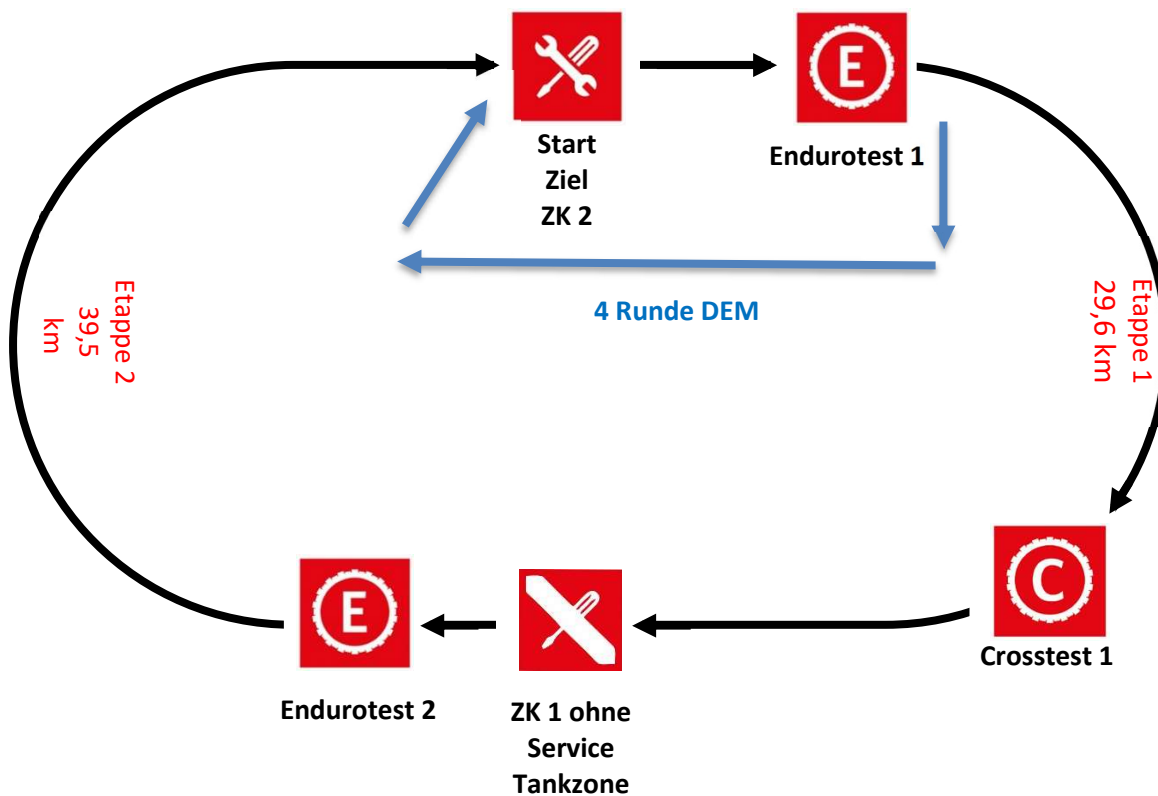 E
Start
Ziel
ZK 2
Endurotest 1
4 Runde DEM
Etappe 1
29,6 km
Etappe 2
39,5
km
C
Crosstest 1
E
Endurotest 2
ZK 1 ohne
Service
Tankzone